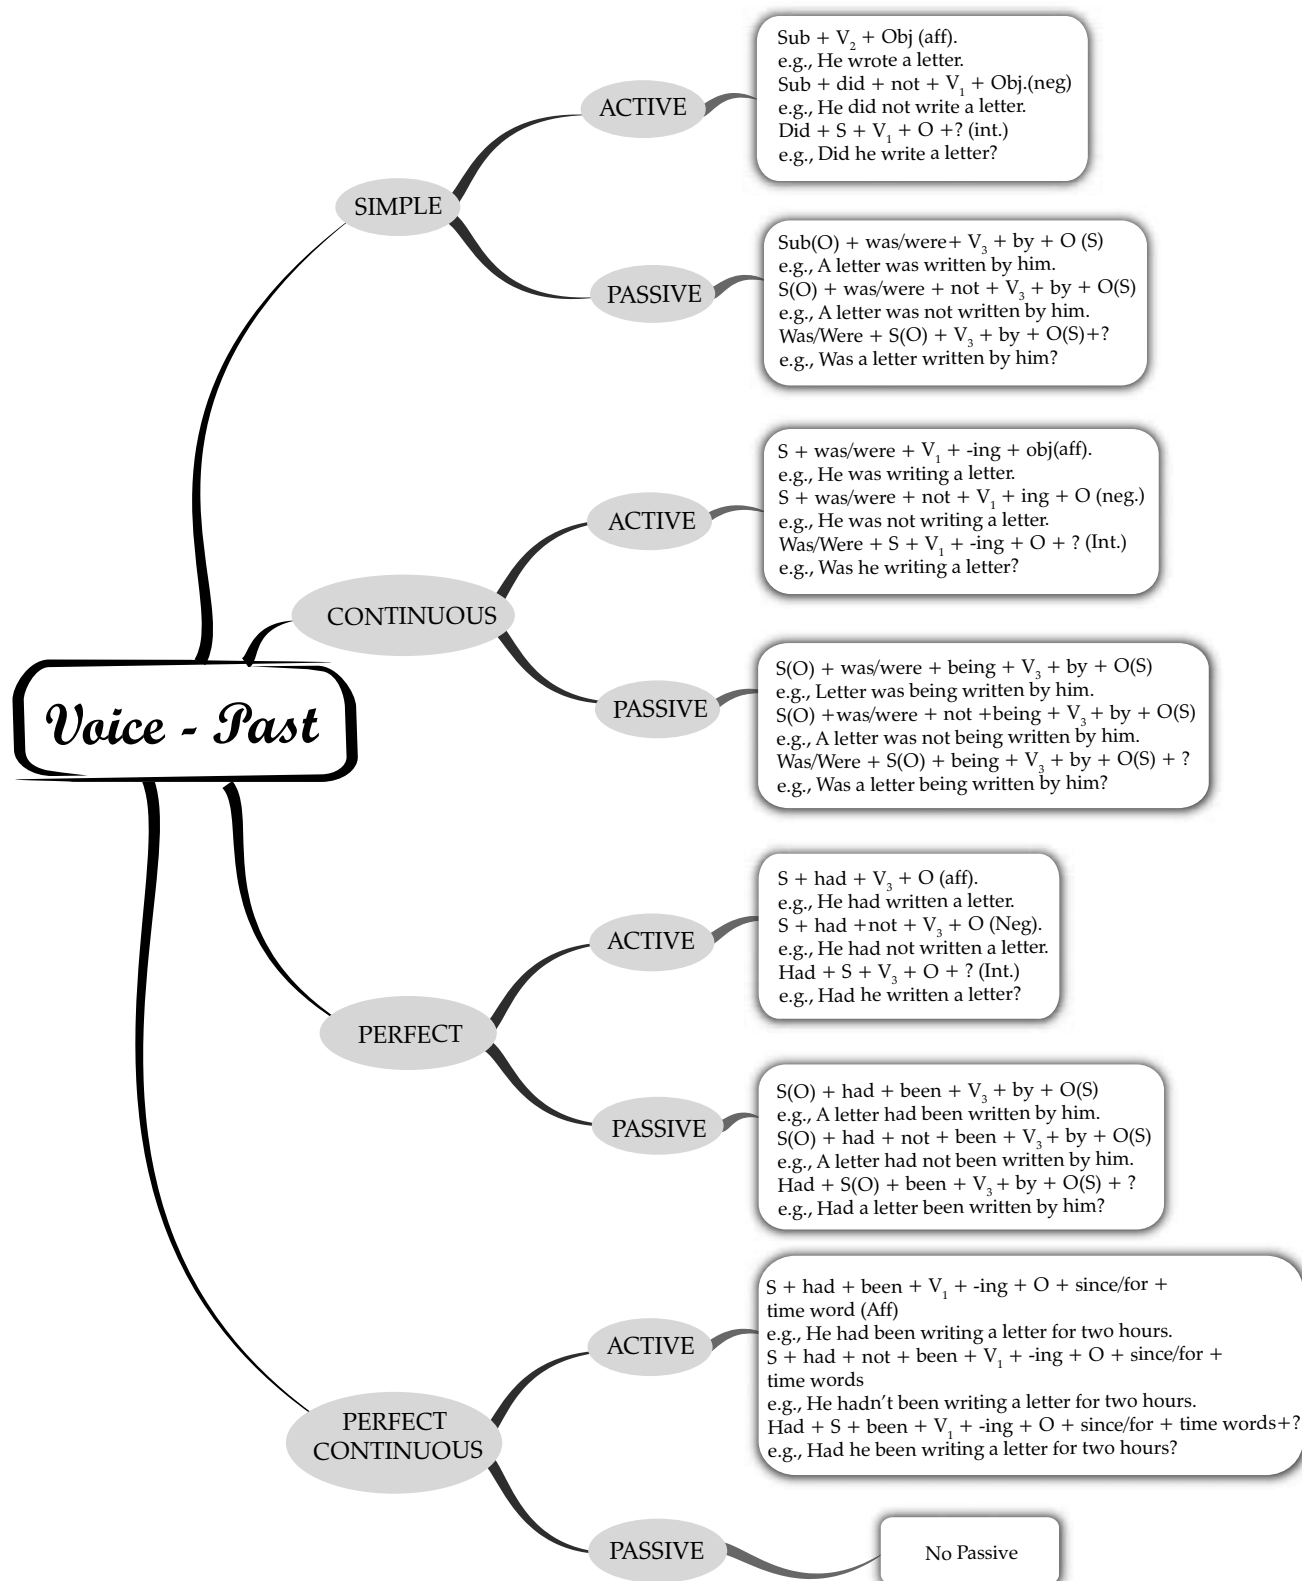 Voice - Past
SIMPLE
ACTIVE
Sub + V₂ + Obj (aff).
e.g., He wrote a letter.
Sub + did + not + V₁ + Obj.(neg)
e.g., He did not write a letter.
Did + S + V₁ + O +? (int.)
e.g., Did he write a letter?
PASSIVE
Sub(O) + was/were+ V₃ + by + O (S)
e.g., A letter was written by him.
S(O) + was/were + not + V₃ + by + O(S)
e.g., A letter was not written by him.
Was/Were + S(O) + V₃ + by + O(S)+?
e.g., Was a letter written by him?
CONTINUOUS
ACTIVE
S + was/were + V₁ + -ing + obj(aff).
e.g., He was writing a letter.
S + was/were + not + V₁ + ing + O (neg.)
e.g., He was not writing a letter.
Was/Were + S + V₁ + -ing + O + ? (Int.)
e.g., Was he writing a letter?
PASSIVE
S(O) + was/were + being + V₃ + by + O(S)
e.g., Letter was being written by him.
S(O) +was/were + not +being + V₃ + by + O(S)
e.g., A letter was not being written by him.
Was/Were + S(O) + being + V₃ + by + O(S) + ?
e.g., Was a letter being written by him?
PERFECT
ACTIVE
S + had + V₃ + O (aff).
e.g., He had written a letter.
S + had +not + V₃ + O (Neg).
e.g., He had not written a letter.
Had + S + V₃ + O + ? (Int.)
e.g., Had he written a letter?
PASSIVE
S(O) + had + been + V₃ + by + O(S)
e.g., A letter had been written by him.
S(O) + had + not + been + V₃ + by + O(S)
e.g., A letter had not been written by him.
Had + S(O) + been + V₃ + by + O(S) + ?
e.g., Had a letter been written by him?
PERFECT
CONTINUOUS
ACTIVE
S + had + been + V₁ + -ing + O + since/for +
time word (Aff)
e.g., He had been writing a letter for two hours.
S + had + not + been + V₁ + -ing + O + since/for +
time words
e.g., He hadn't been writing a letter for two hours.
Had + S + been + V₁ + -ing + O + since/for + time words+?
e.g., Had he been writing a letter for two hours?
PASSIVE
No Passive